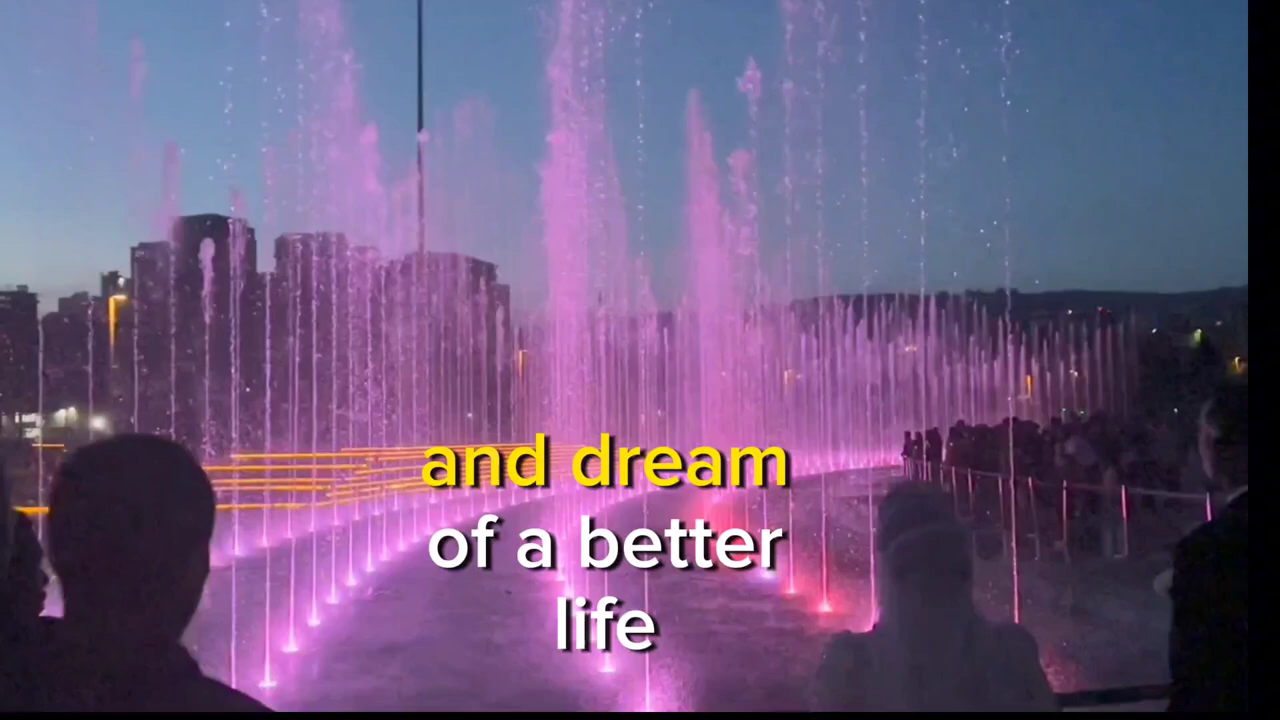 and dream
of a better
life